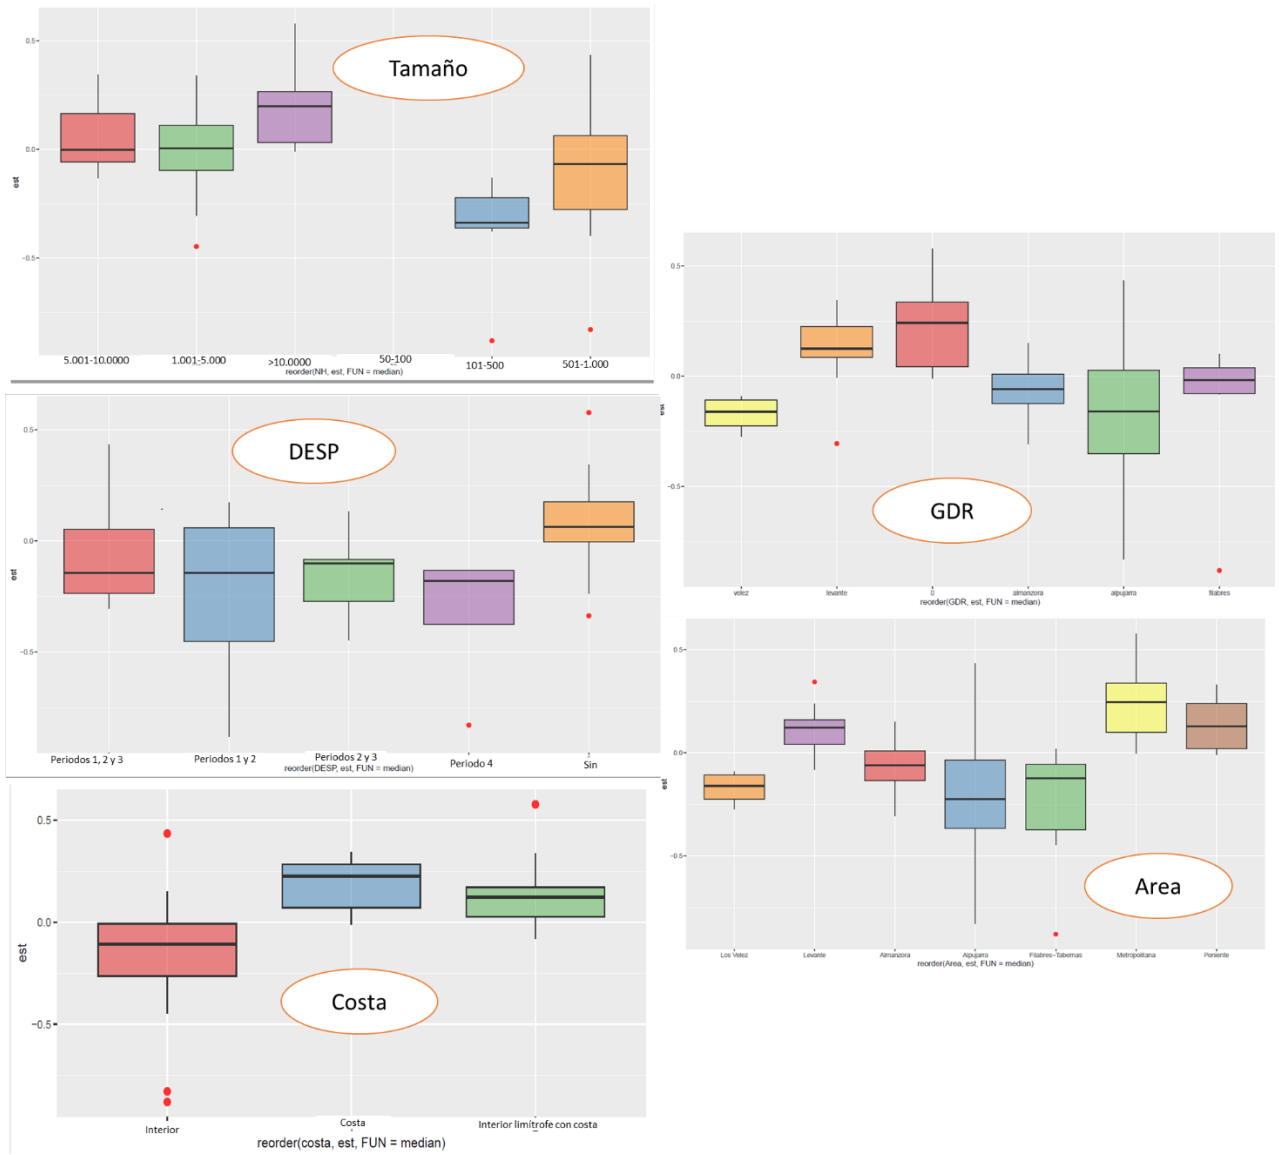 0.5
Tamaño
0.0
est
-0.5
5.001-10.0000 1.001-5.000 >10.0000 50-100 101-500 501-1.000
reorder(NH, est, FUN = median)
0.5
DESP
0.0
est
-0.5
Periodos 1, 2 y 3 Periodos 1 y 2 Periodos 2 y 3 Periodo 4 Sin
reorder(DESP, est, FUN = median)
0.5
0.0
est
Costa
-0.5
Interior Costa Interior limítrofe con costa
reorder(costa, est, FUN = median)
0.5
0.0
est
-0.5
GDR
velez levante 0 almanzora alpujarra filabres
reorder(GDR, est, FUN = median)
0.5
0.0
est
-0.5
Area
Los Velez Levante Almanzora Alpujarra Filabres-Tabernas Metropolitana Poniente
reorder(Area, est, FUN = median)